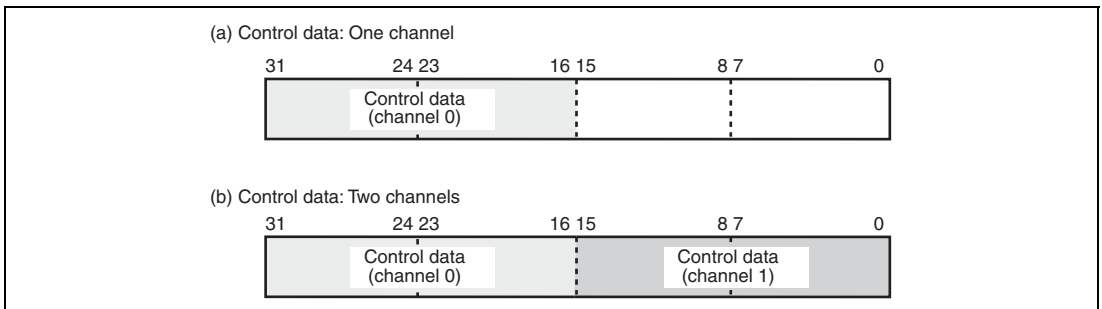 (a) Control data: One channel
31 24 23 16 15 8 7 0
Control data
(channel 0)
(b) Control data: Two channels
31 24 23 16 15 8 7 0
Control data Control data
(channel 0) (channel 1)